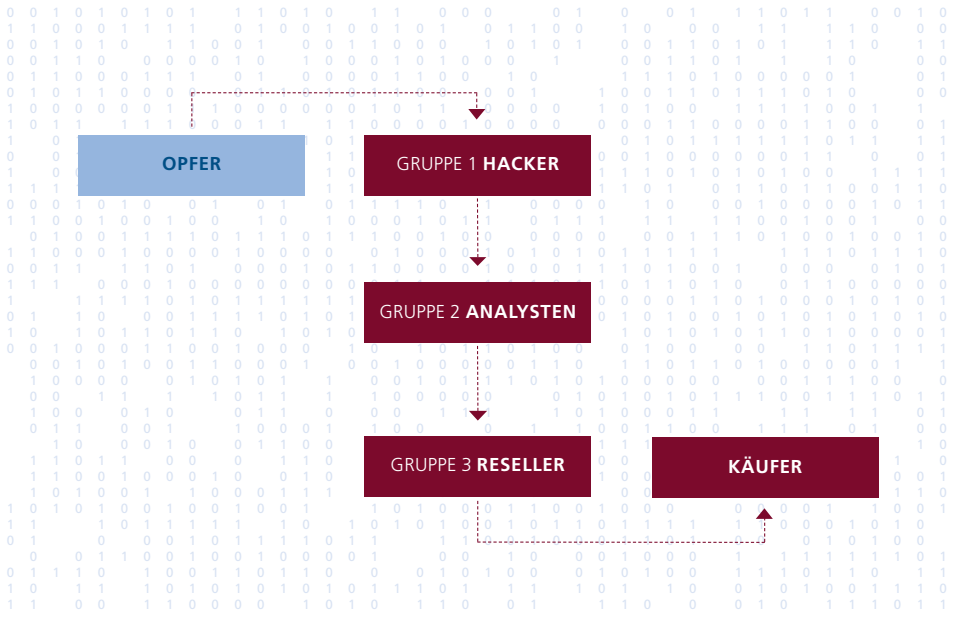 OPFER
GRUPPE 1 HACKER
GRUPPE 2 ANALYSTEN
GRUPPE 3 RESELLER
KÄUFER